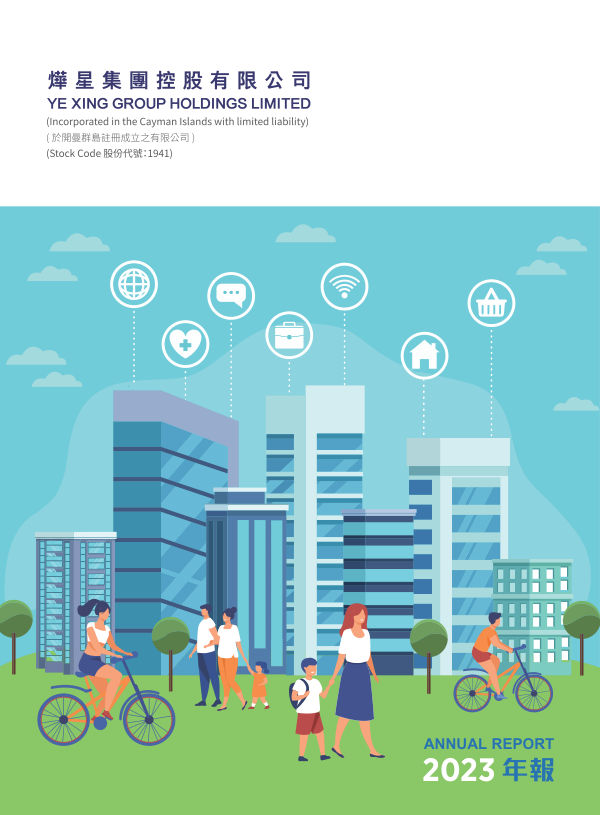 燁星集團控股有限公司
YE XING GROUP HOLDINGS LIMITED
(Incorporated in the Cayman Islands with limited liability)
( 於開曼群島註冊成立之有限公司 )
(Stock Code 股份代號：1941)
ANNUAL REPORT
2023 年報